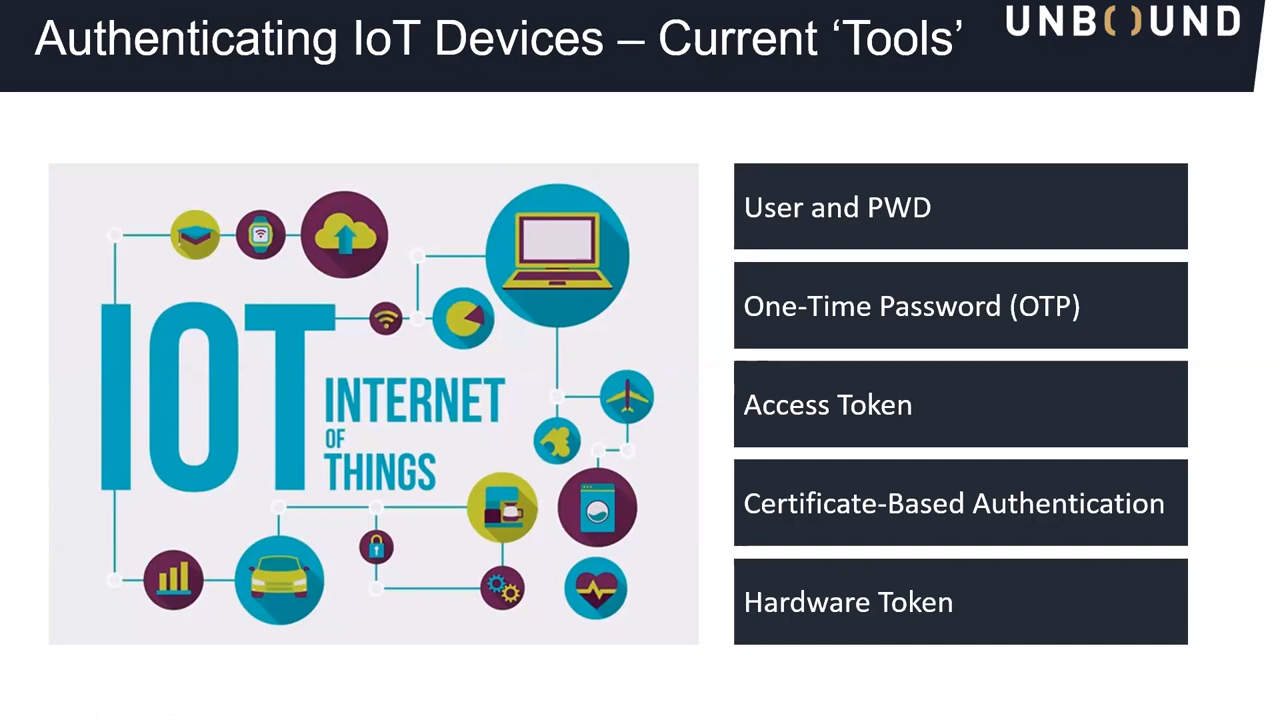 Authenticating IoT Devices – Current ‘Tools’
UNBOUND
IOT
INTERNET
OF
THINGS
User and PWD
One-Time Password (OTP)
Access Token
Certificate-Based Authentication
Hardware Token